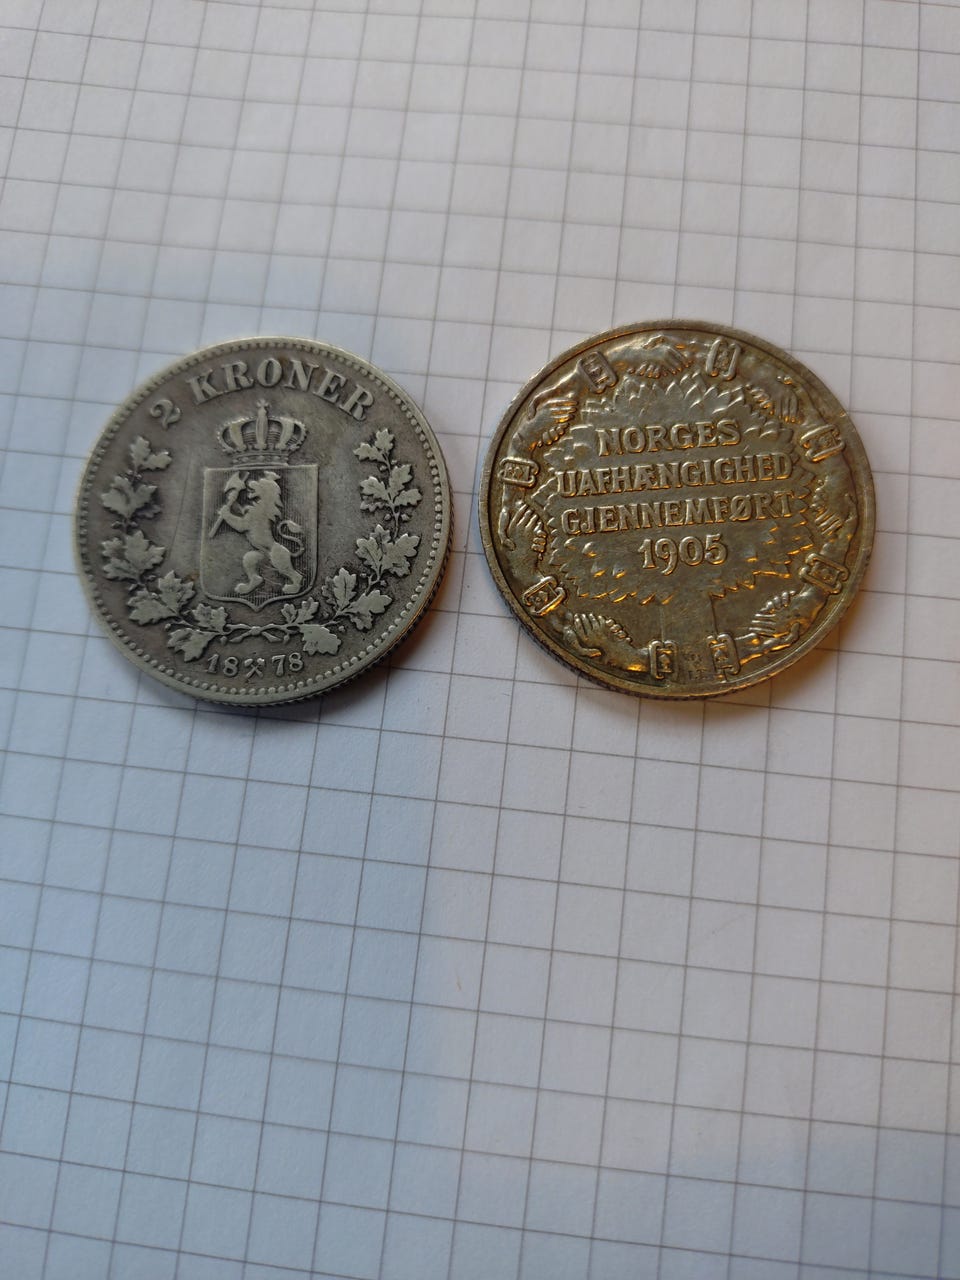 2 KRONER
18 78
NORGES
UAFHÆNGIGHED
GJENNEMFØRT
1905